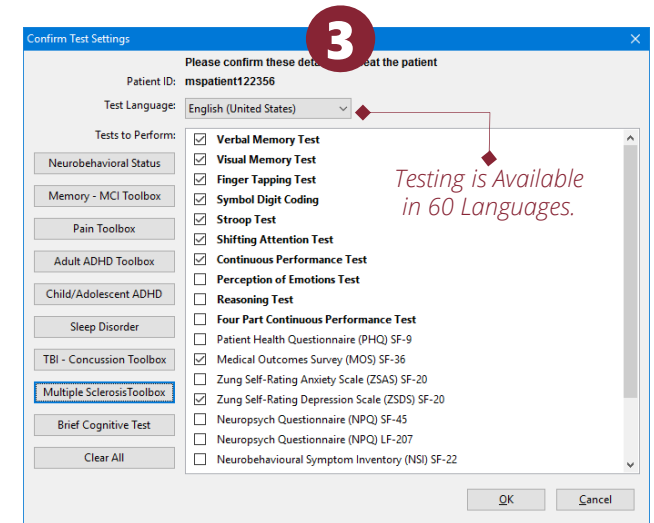 Confirm Test Settings
3
Please confirm these deta eat the patient
Patient ID: mspatient122356
Test Language: English (United States)
Tests to Perform:
Neurobehavioral Status
Memory - MCI Toolbox
Pain Toolbox
Adult ADHD Toolbox
Child/Adolescent ADHD
Sleep Disorder
TBI - Concussion Toolbox
Multiple SclerosisToolbox
Brief Cognitive Test
Clear All
Verbal Memory Test
Visual Memory Test
Finger Tapping Test
Symbol Digit Coding
Stroop Test
Shifting Attention Test
Continuous Performance Test
Perception of Emotions Test
Reasoning Test
Four Part Continuous Performance Test
Patient Health Questionnaire (PHQ) SF-9
Medical Outcomes Survey (MOS) SF-36
Zung Self-Rating Anxiety Scale (ZSAS) SF-20
Zung Self-Rating Depression Scale (ZSDS) SF-20
Neuropsych Questionnaire (NPQ) SF-45
Neuropsych Questionnaire (NPQ) LF-207
Neurobehavioural Symptom Inventory (NSI) SF-22
Testing is Available
in 60 Languages.
OK
Cancel